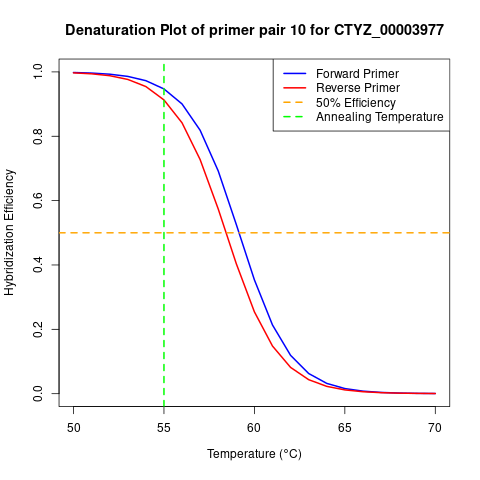 Denaturation Plot of primer pair 10 for CTYZ_00003977
Forward Primer
Reverse Primer
50% Efficiency
Annealing Temperature
Hybridization Efficiency
1.0
0.8
0.6
0.4
0.2
0.0
50 55 60 65 70
Temperature (°C)